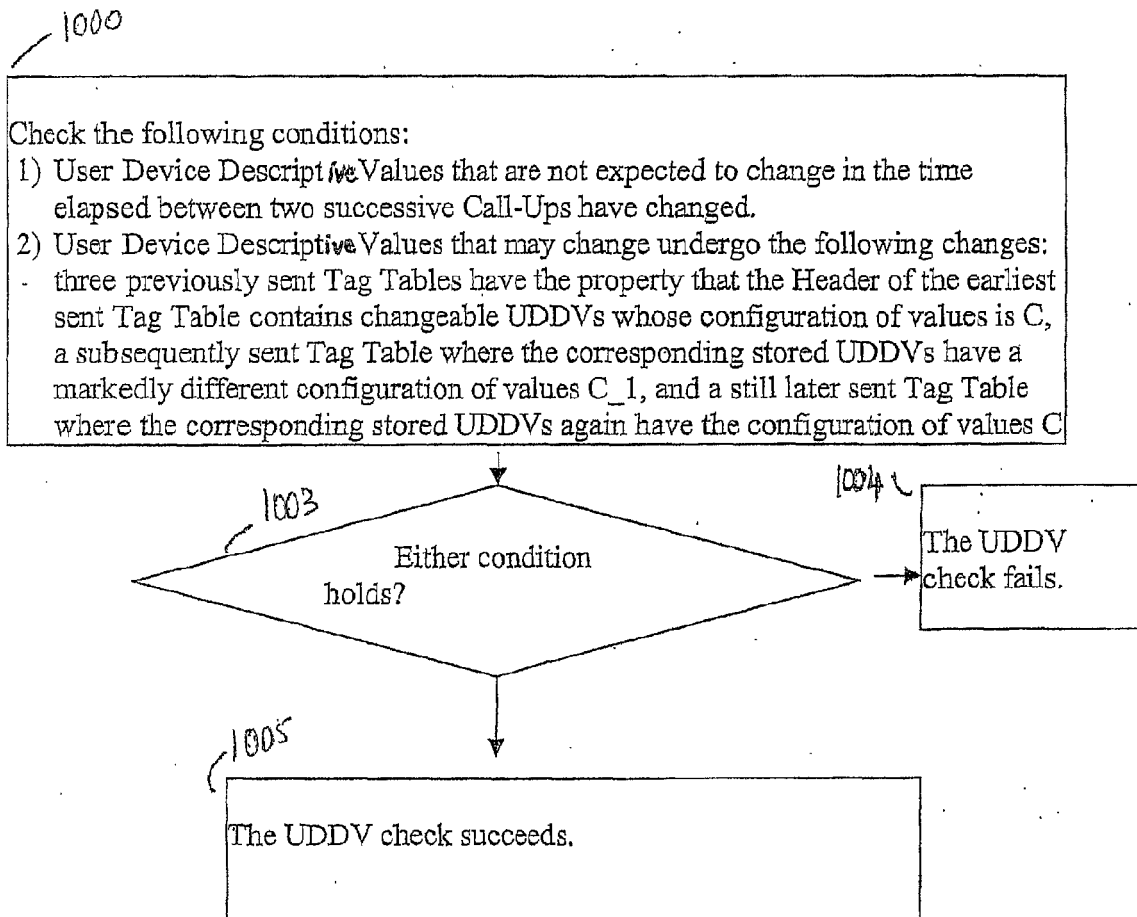 1000
Check the following conditions:
1) User Device Descriptive Values that are not expected to change in the time
elapsed between two successive Call-Ups have changed.
2) User Device Descriptive Values that may change undergo the following changes:
three previously sent Tag Tables have the property that the Header of the earliest
sent Tag Table contains changeable UDDVs whose configuration of values is C,
a subsequently sent Tag Table where the corresponding stored UDDVs have a
markedly different configuration of values C_1, and a still later sent Tag Table
where the corresponding stored UDDVs again have the configuration of values C
1003
Either condition
holds?
1004
The UDDV
check fails.
1005
The UDDV check succeeds.